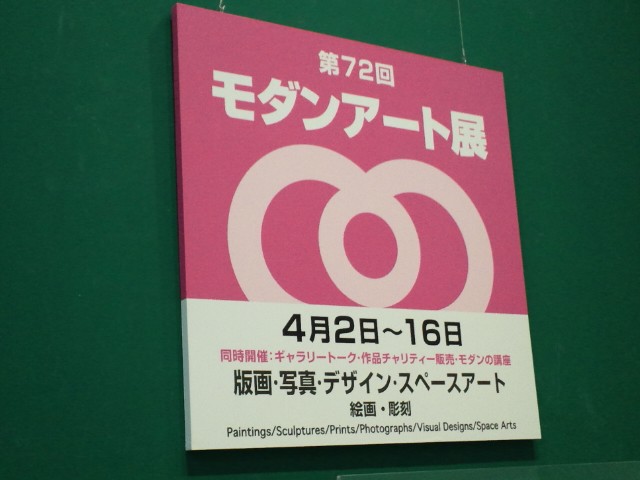 第72回
モダンアート展
4月2日〜16日
同時開催：ギャラリートーク・作品チャリティー販売・モダンの講座
版画・写真・デザイン・スペースアート
絵画・彫刻
Paintings/Sculptures/Prints/Photographs/Visual Designs/Space Arts